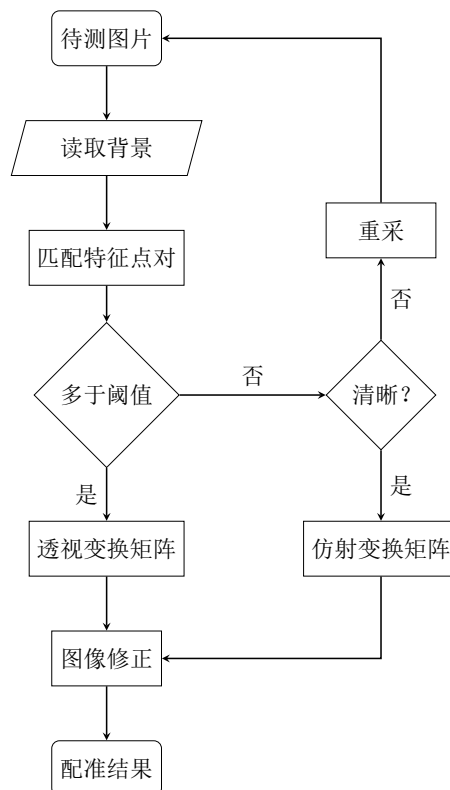 待测图片
读取背景
匹配特征点对
重采
否
多于阈值
否
清晰?
是
是
透视变换矩阵
仿射变换矩阵
图像修正
配准结果